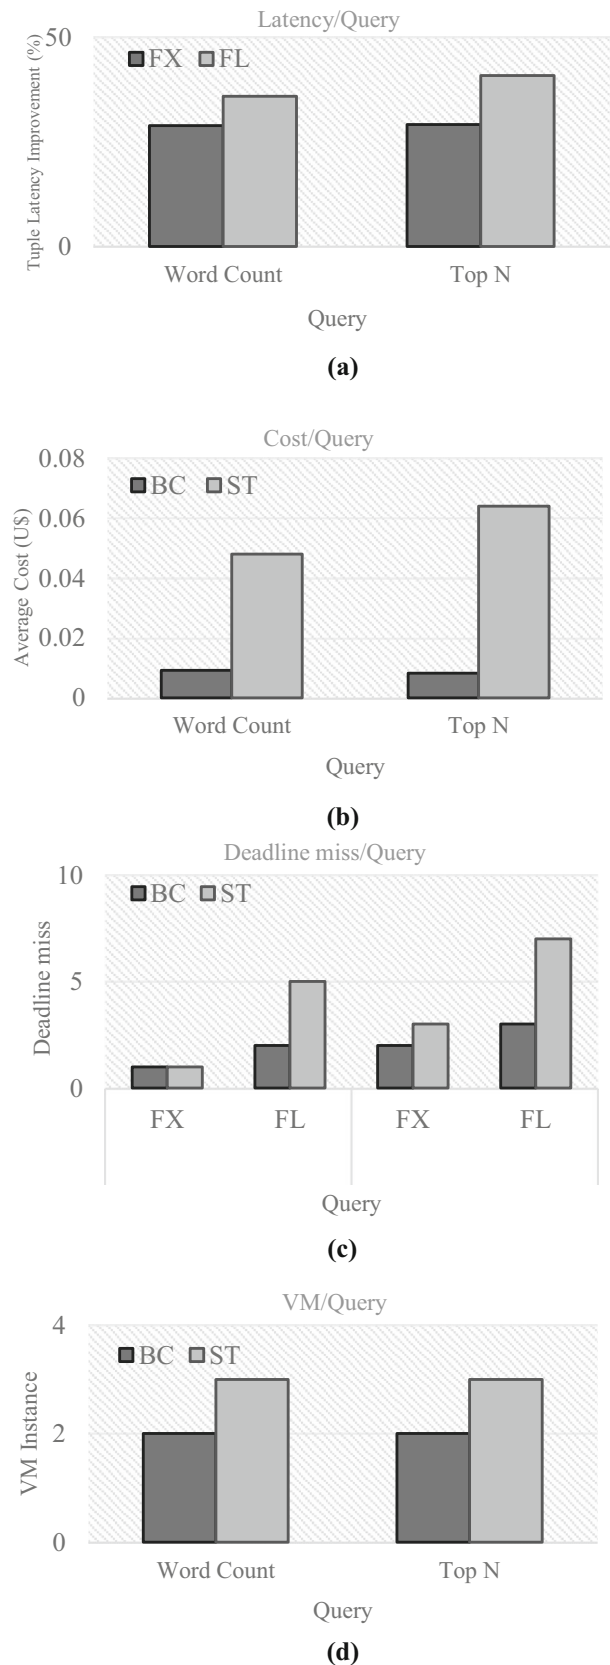 Latency/Query
Tuple Latency Improvement (%)
50
FX FL
0
Word Count Top N
Query
(a)
Cost/Query
Average Cost (U$)
0.08
BC ST
0.06
0.04
0.02
0
Word Count Top N
Query
(b)
Deadline miss/Query
Deadline miss
10
BC ST
5
0
FX FL FX FL
Query
(c)
VM/Query
VM Instance
4
BC ST
2
0
Word Count Top N
Query
(d)